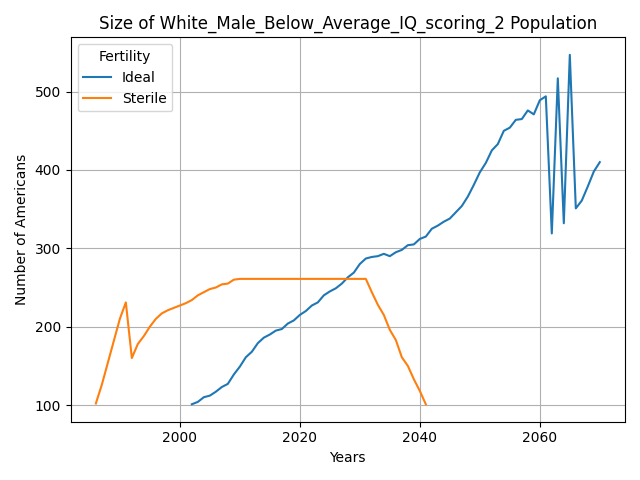 Size of White_Male_Below_Average_IQ_scoring_2 Population
Fertility
Ideal
Sterile
Number of Americans
500
400
300
200
100
2000
2020
2040
2060
Years